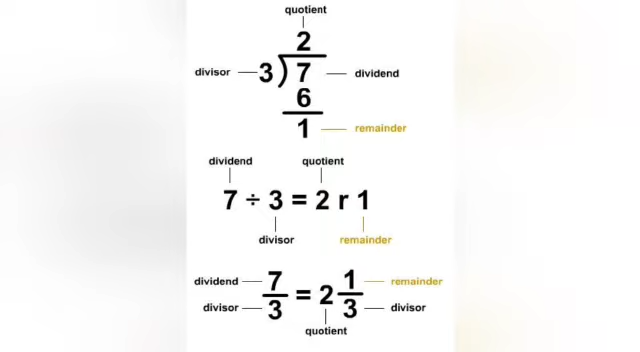 quotient
2
divisor 3 ) 7 dividend
6
1 remainder
dividend quotient
7 ÷ 3 = 2 r 1
divisor remainder
dividend 7 1 remainder
= 2
divisor 3 3 divisor
quotient